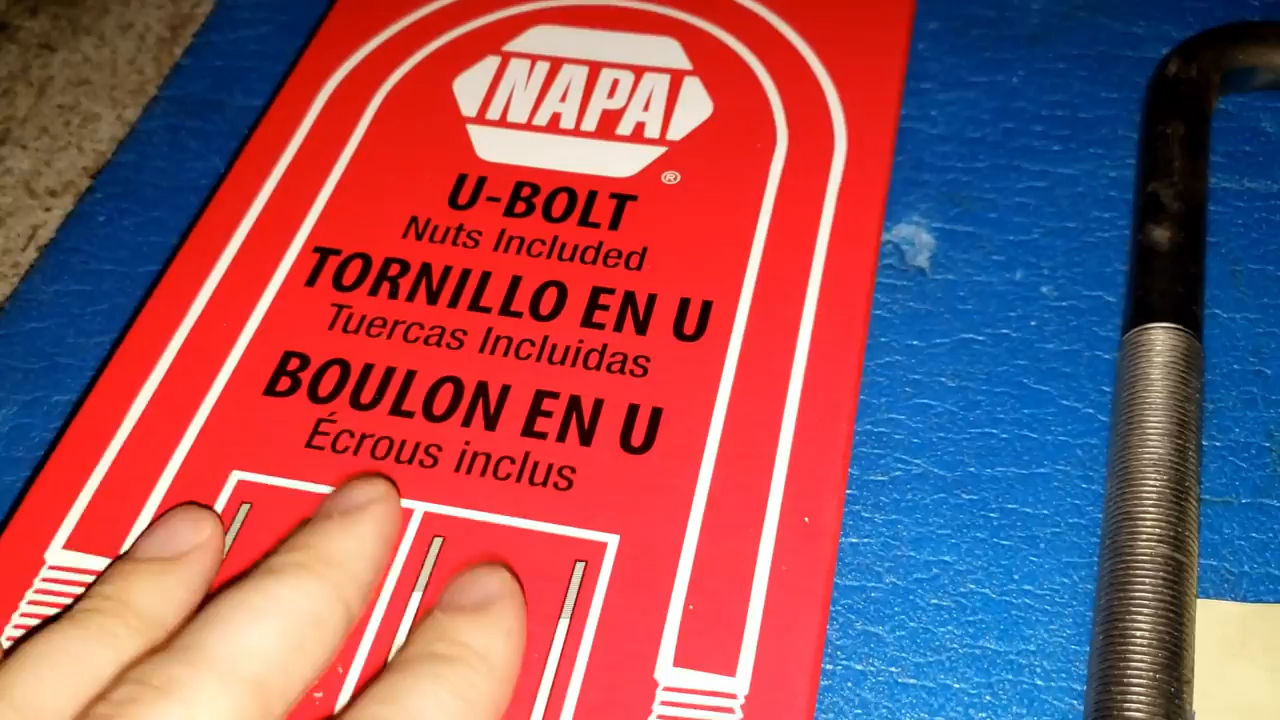 NAPA
®
U-BOLT
Nuts Included
TORNILLO EN U
Tuercas Incluidas
BOULON EN U
Écrous inclus